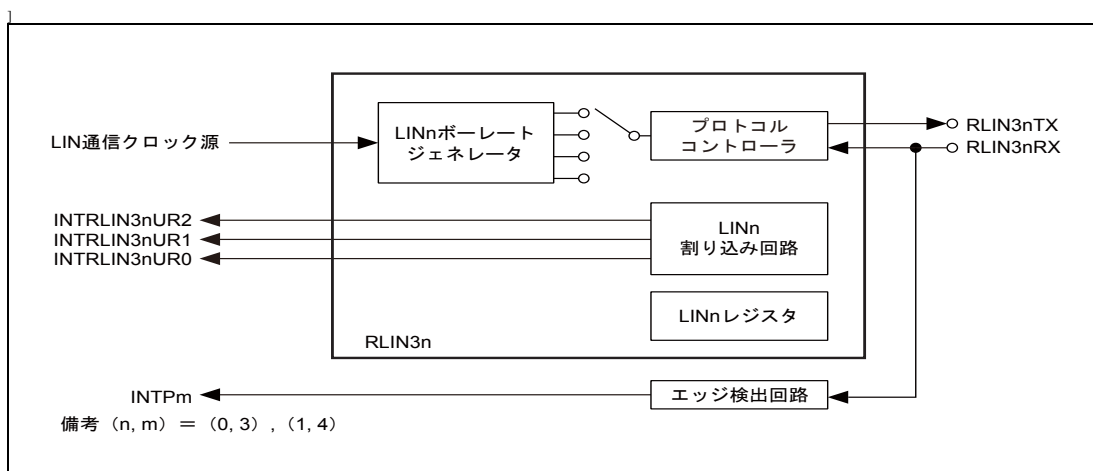 ]
LINnボーレート
ジェネレータ
プロトコル
コントローラ
LIN通信クロック源
RLIN3nTX
RLIN3nRX
INTRLIN3nUR2
INTRLIN3nUR1
INTRLIN3nUR0
LINn
割り込み回路
LINnレジスタ
RLIN3n
INTPm
エッジ検出回路
備考 (n, m) = (0, 3) , (1, 4)